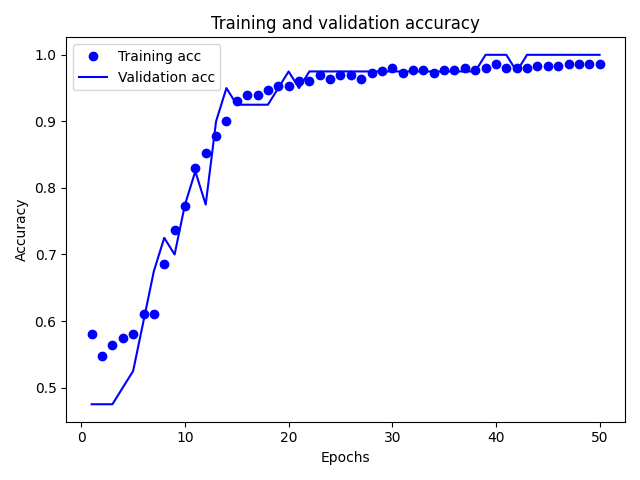 Training and validation accuracy
Training acc
Validation acc
1.0
0.9
0.8
0.7
0.6
0.5
Accuracy
0 10 20 30 40 50
Epochs